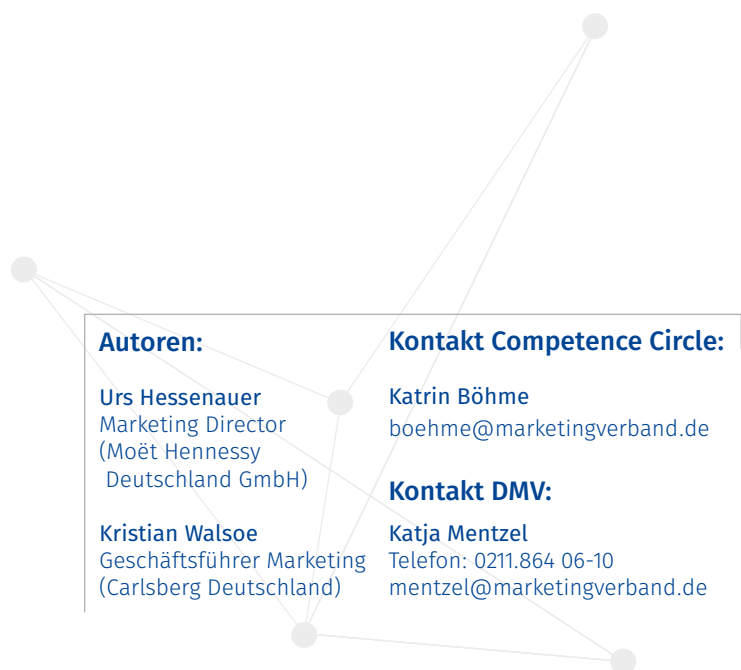 Autoren:
Urs Hessenauer
Marketing Director
(Moët Hennessy
Deutschland GmbH)
Kristian Walsoe
Geschäftsführer Marketing
(Carlsberg Deutschland)
Kontakt Competence Circle:
Katrin Böhme
boehme@marketingverband.de
Kontakt DMV:
Katja Mentzel
Telefon: 0211.864 06-10
mentzel@marketingverband.de